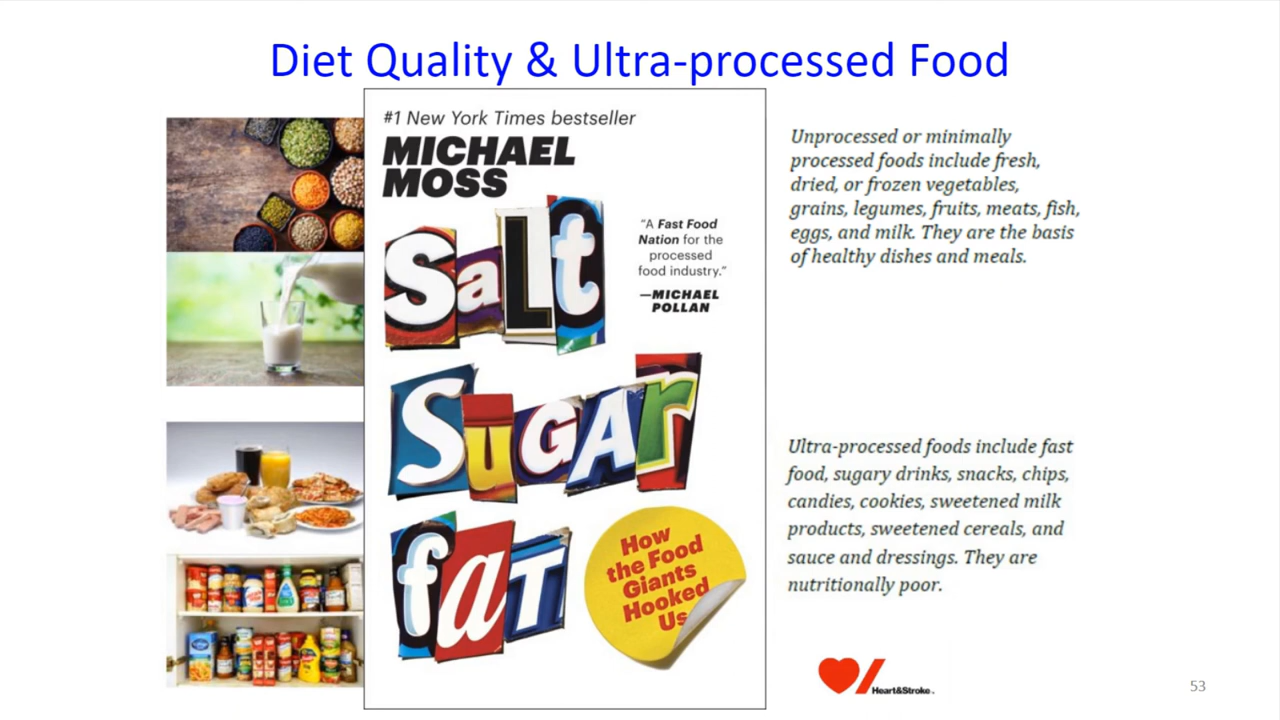 Diet Quality & Ultra-processed Food
#1 New York Times bestseller
MICHAEL
MOSS
Salt
"A Fast Food
Nation for the
processed
food industry."
—MICHAEL
POLLAN
SuGAr
faT
How
the Food
Giants
Hooked
Us
Unprocessed or minimally
processed foods include fresh,
dried, or frozen vegetables,
grains, legumes, fruits, meats, fish,
eggs, and milk. They are the basis
of healthy dishes and meals.
Ultra-processed foods include fast
food, sugary drinks, snacks, chips,
candies, cookies, sweetened milk
products, sweetened cereals, and
sauce and dressings. They are
nutritionally poor.
Heart&Stroke.
53